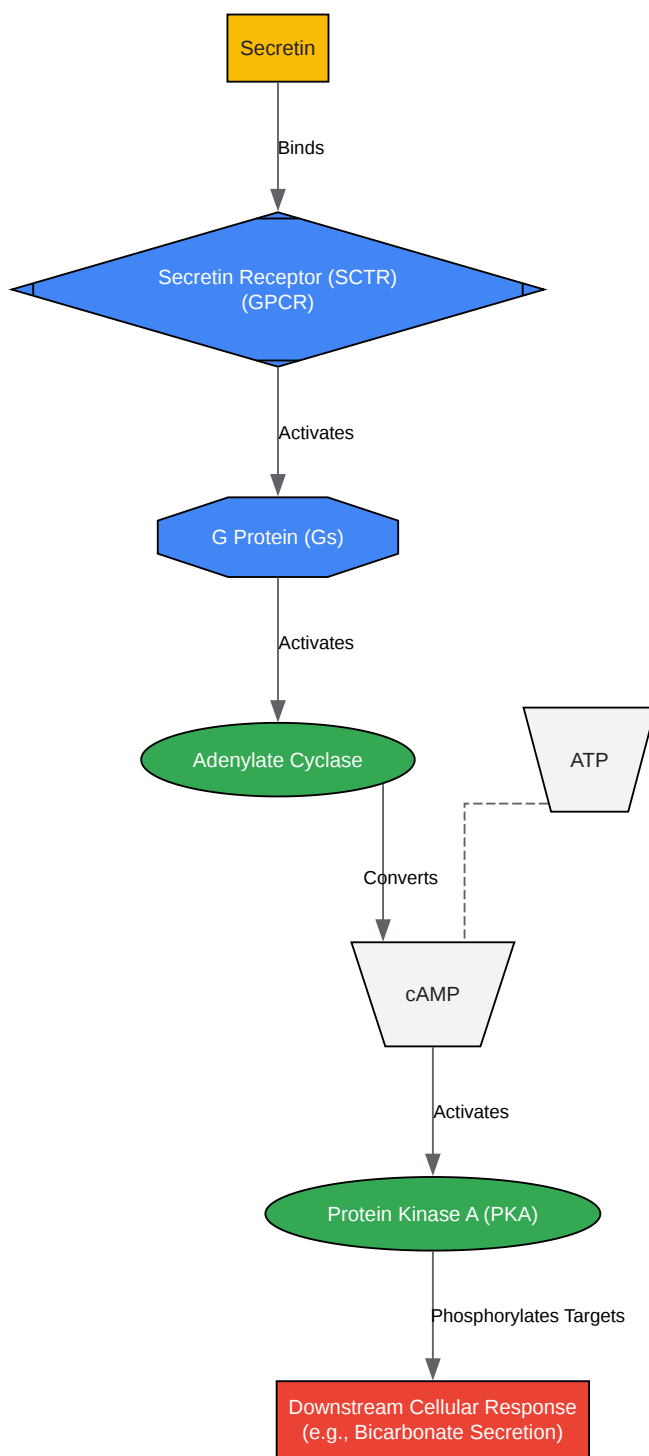 Secretin
Binds
Secretin Receptor (SCTR)
(GPCR)
Activates
G Protein (Gs)
Activates
Adenylate Cyclase
ATP
Converts
cAMP
Activates
Protein Kinase A (PKA)
Phosphorylates Targets
Downstream Cellular Response
(e.g., Bicarbonate Secretion)